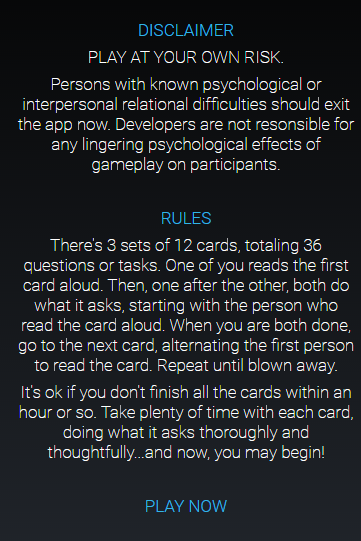 DISCLAIMER
PLAY AT YOUR OWN RISK.
Persons with known psychological or
interpersonal relational difficulties should exit
the app now. Developers are not resonsible for
any lingering psychological effects of
gameplay on participants.
RULES
There's 3 sets of 12 cards, totaling 36
questions or tasks. One of you reads the first
card aloud. Then, one after the other, both do
what it asks, starting with the person who
read the card aloud. When you are both done,
go to the next card, alternating the first person
to read the card. Repeat until blown away.
It's ok if you don't finish all the cards within an
hour or so. Take plenty of time with each card,
doing what it asks thoroughly and
thoughtfully...and now, you may begin!
PLAY NOW